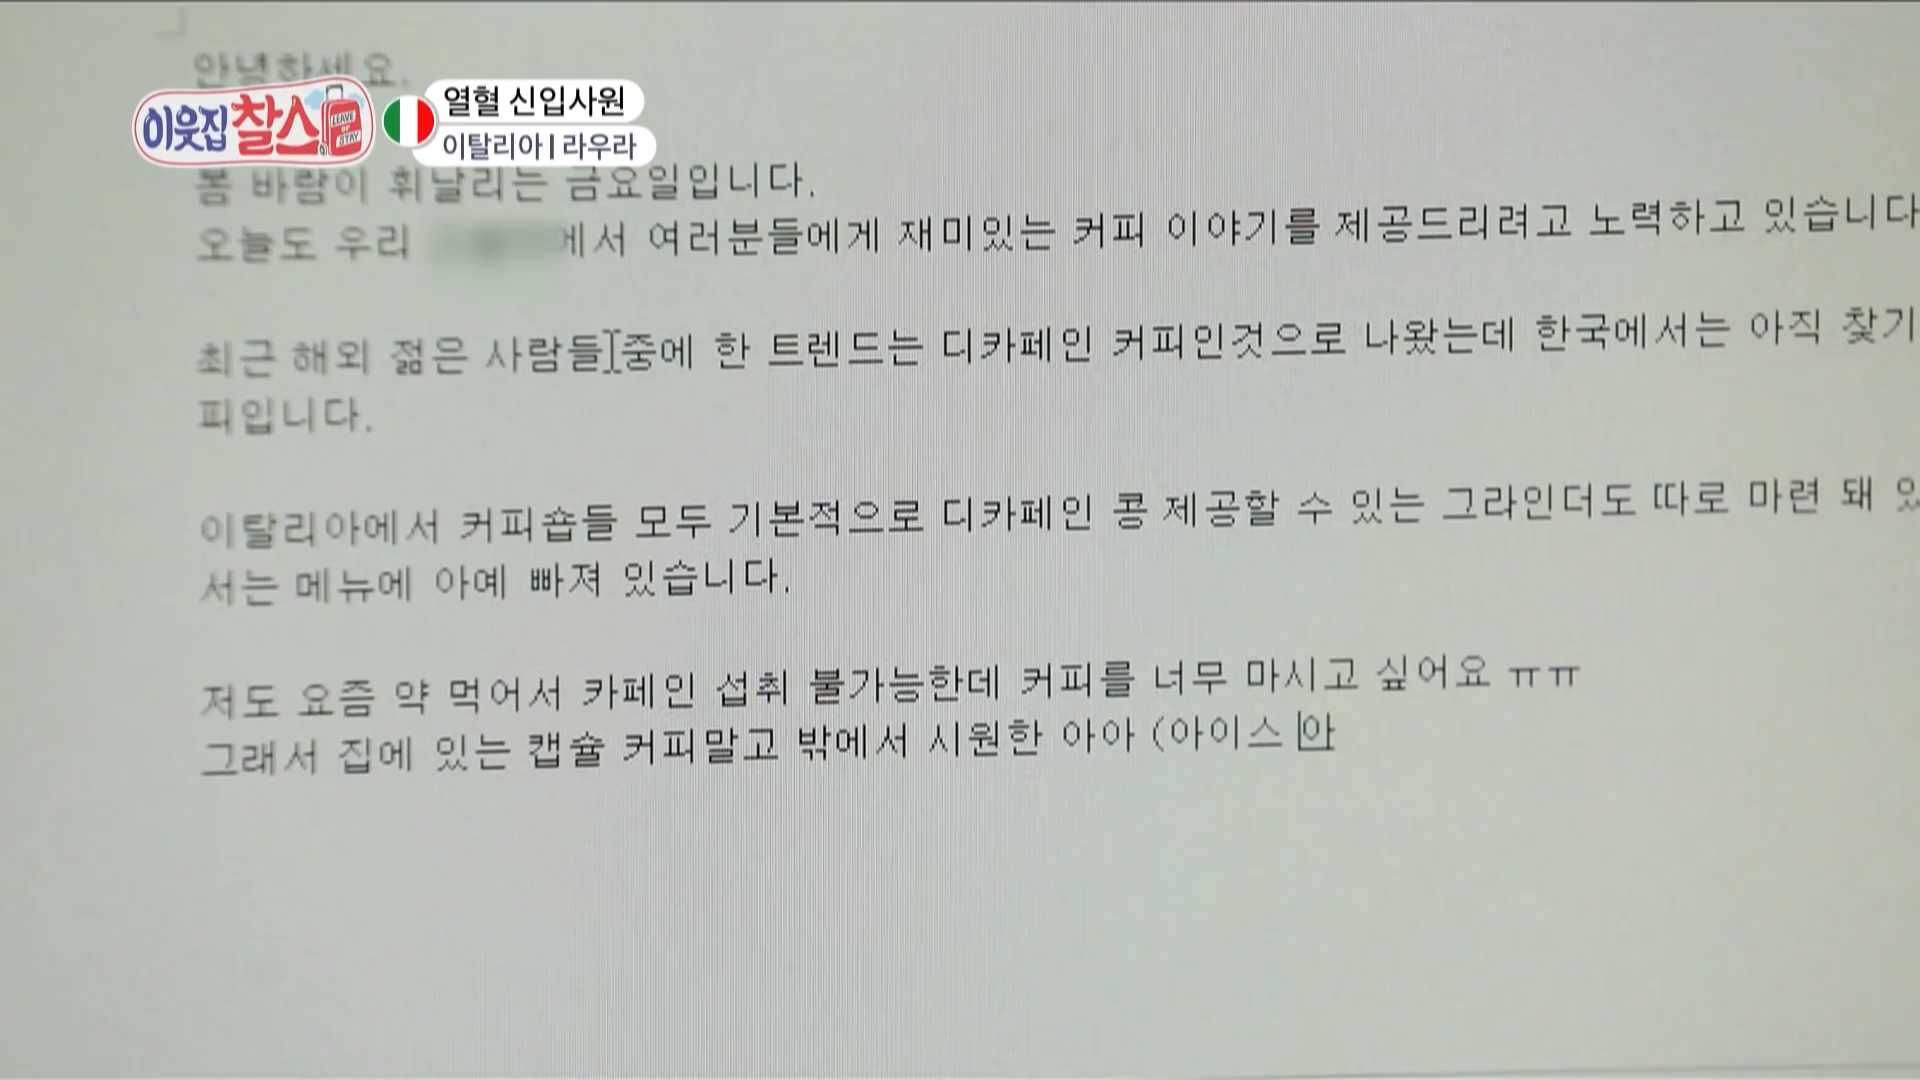 안녕하세요.
이웃집 찰스
LEAVE
OR
STAY
열혈 신입사원
이탈리아 | 라우라
봄 바람이 휘날리는 금요일입니다.
오늘도 우리 에서 여러분들에게 재미있는 커피 이야기를 제공드리려고 노력하고 있습니다
최근 해외 젊은 사람들중에 한 트렌드는 디카페인 커피인것으로 나왔는데 한국에서는 아직 찾기
피입니다.
이탈리아에서 커피숍들 모두 기본적으로 디카페인 콩 제공할 수 있는 그라인더도 따로 마련 돼 있
서는 메뉴에 아예 빠져 있습니다.
저도 요즘 약 먹어서 카페인 섭취 불가능한데 커피를 너무 마시고 싶어요 ㅠㅠ
그래서 집에 있는 캡슐 커피말고 밖에서 시원한 아아 (아이스 아